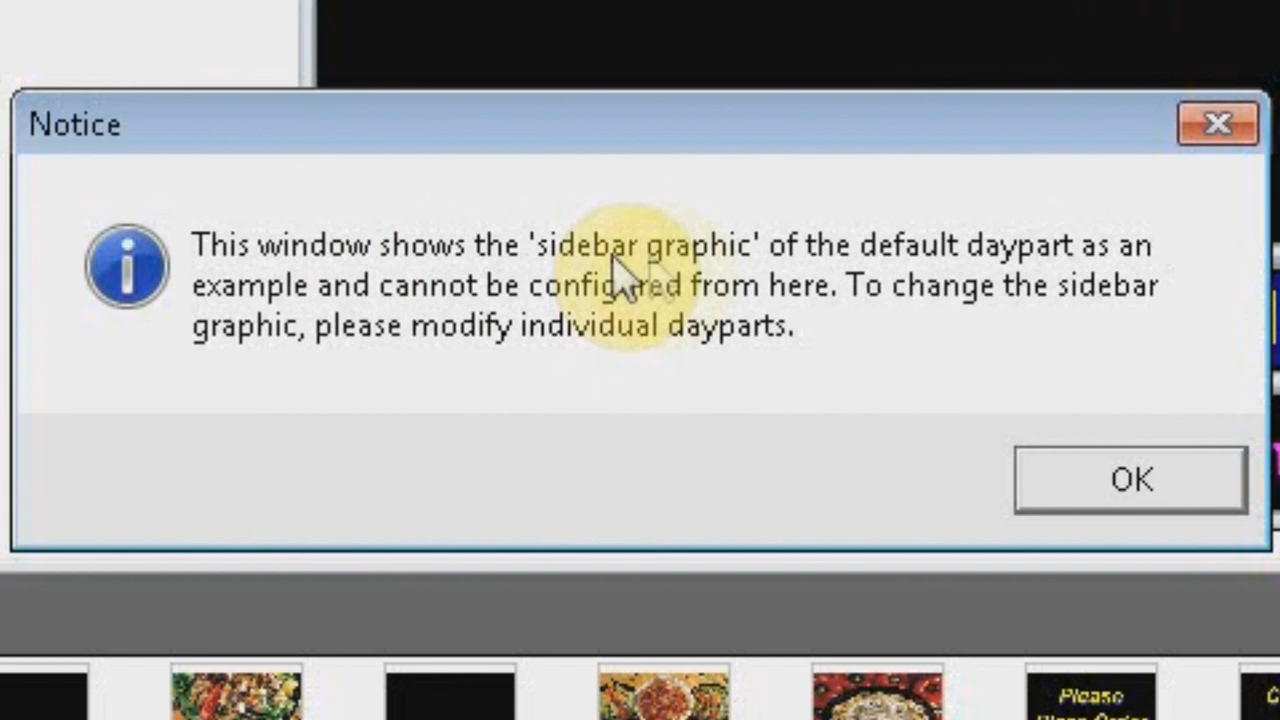 Notice
This window shows the 'sidebar graphic' of the default daypart as an
example and cannot be configured from here. To change the sidebar
graphic, please modify individual dayparts.
OK
Please